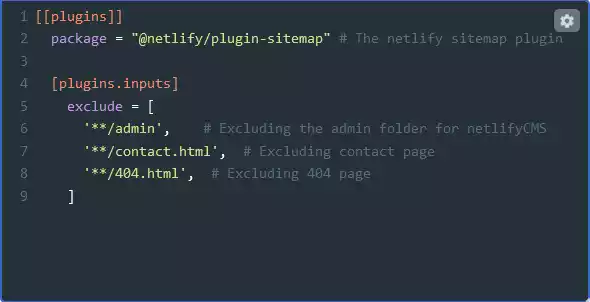 1 [[plugins]]
2 package = "@netlify/plugin-sitemap" # The netlify sitemap plugin
3
4 [plugins.inputs]
5 exclude = [
6 '**/admin', # Excluding the admin folder for netlifyCMS
7 '**/contact.html', # Excluding contact page
8 '**/404.html', # Excluding 404 page
9 ]